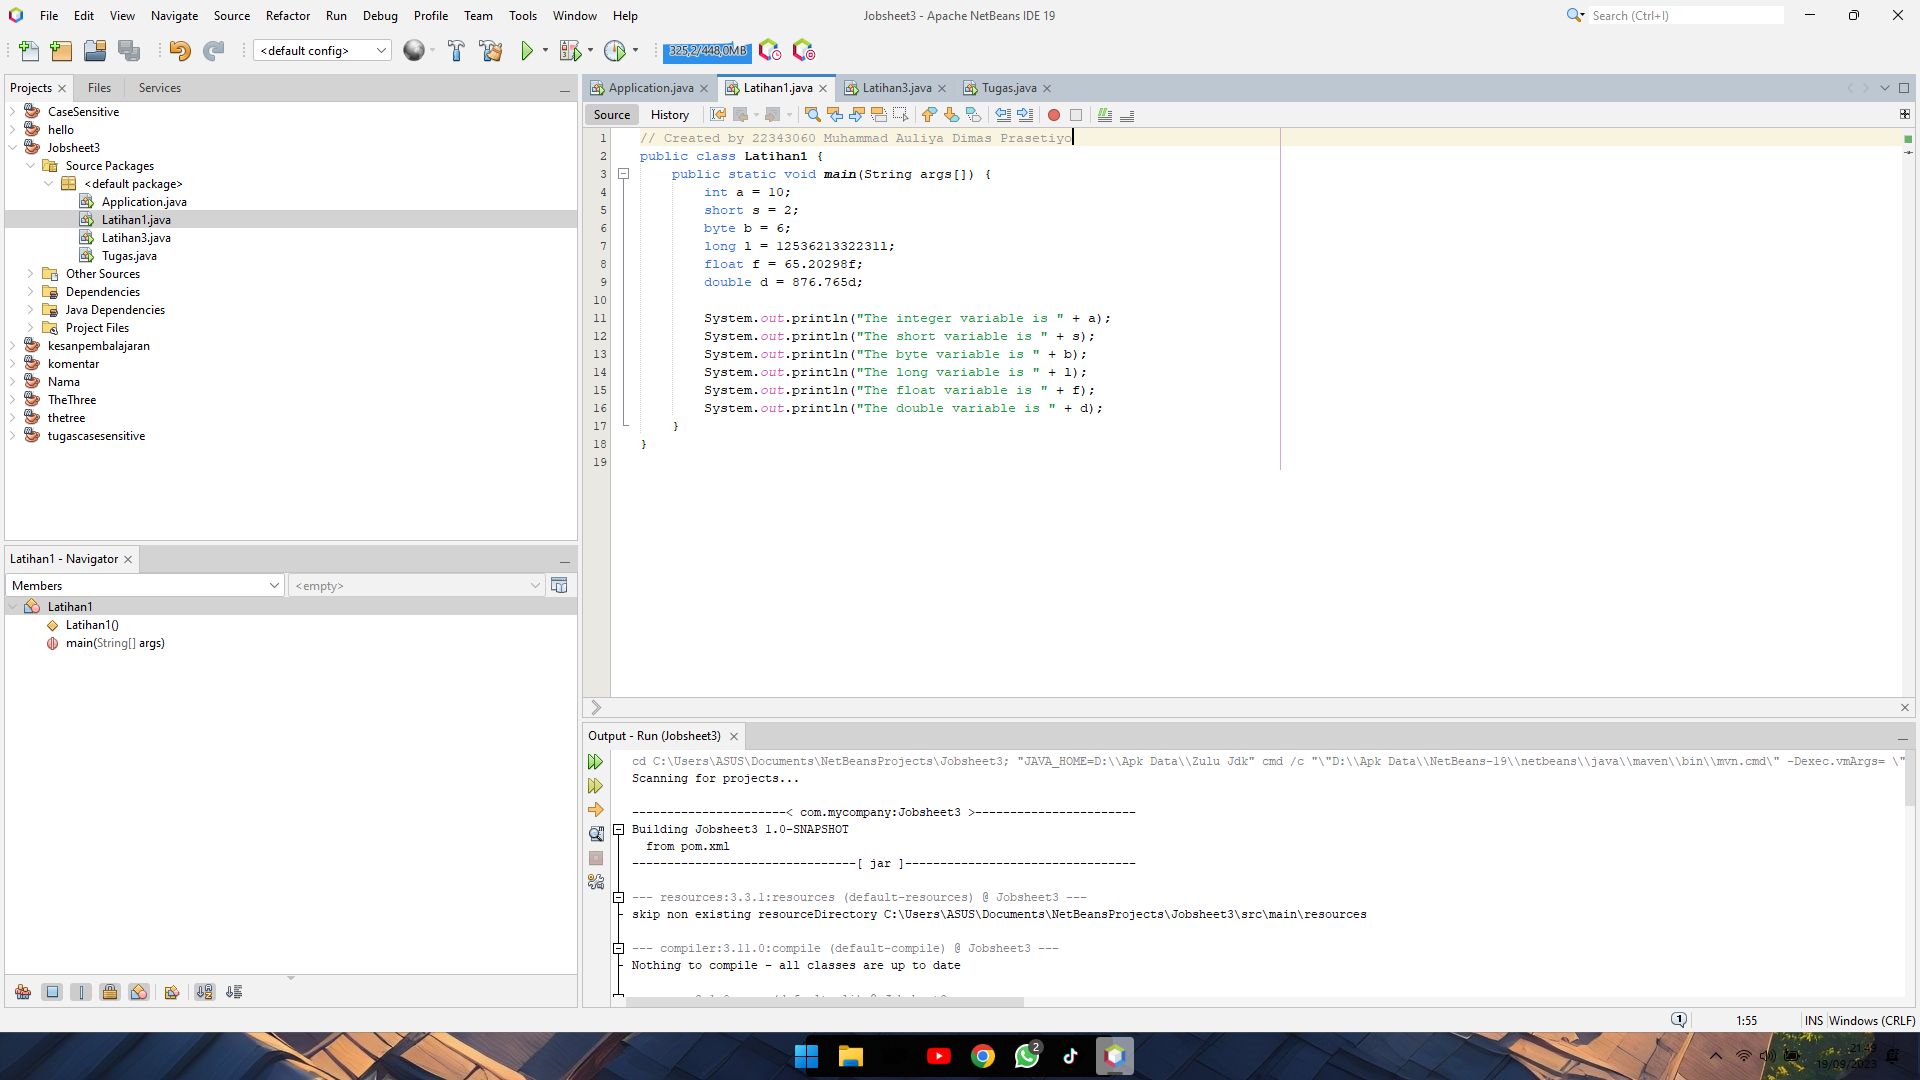 File Edit View Navigate Source Refactor Run Debug Profile Team Tools Window Help
Jobsheet3 - Apache NetBeans IDE 19
Search (Ctrl+I)
<default config>
325,2/448,0MB
Projects
Files
Services
CaseSensitive
hello
Jobsheet3
Source Packages
<default package>
Application.java
Latihan1.java
Latihan3.java
Tugas.java
Other Sources
Dependencies
Java Dependencies
Project Files
kesanpembalajaran
komentar
Nama
TheThree
thetree
tugascasesensitive
Latihan1 - Navigator
Members
<empty>
Latihan1
Latihan1()
main(String[] args)
Application.java
Latihan1.java
Latihan3.java
Tugas.java
Source
History
1 // Created by 22343060 Muhammad Auliya Dimas Prasetiyo
2 public class Latihan1 {
3 public static void main(String args[]) {
4 int a = 10;
5 short s = 2;
6 byte b = 6;
7 long l = 12536213322311;
8 float f = 65.20298f;
9 double d = 876.765d;
10
11 System.out.println("The integer variable is " + a);
12 System.out.println("The short variable is " + s);
13 System.out.println("The byte variable is " + b);
14 System.out.println("The long variable is " + l);
15 System.out.println("The float variable is " + f);
16 System.out.println("The double variable is " + d);
17 }
18 }
19
Output - Run (Jobsheet3)
cd C:\Users\ASUS\Documents\NetBeansProjects\Jobsheet3; "JAVA_HOME=D:\\Apk Data\\Zulu Jdk" cmd /c "\"D:\\Apk Data\\NetBeans-19\\netbeans\\java\\maven\\bin\\mvn.cmd\" -Dexec.vmArgs= \"
Scanning for projects...
----------------------< com.mycompany:Jobsheet3 >-----------------------
Building Jobsheet3 1.0-SNAPSHOT
from pom.xml
--------------------------------[ jar ]---------------------------------
--- resources:3.3.1:resources (default-resources) @ Jobsheet3 ---
skip non existing resourceDirectory C:\Users\ASUS\Documents\NetBeansProjects\Jobsheet3\src\main\resources
--- compiler:3.11.0:compile (default-compile) @ Jobsheet3 ---
Nothing to compile - all classes are up to date
1
1:55
INS
Windows (CRLF)
2
21:49
19/09/2023